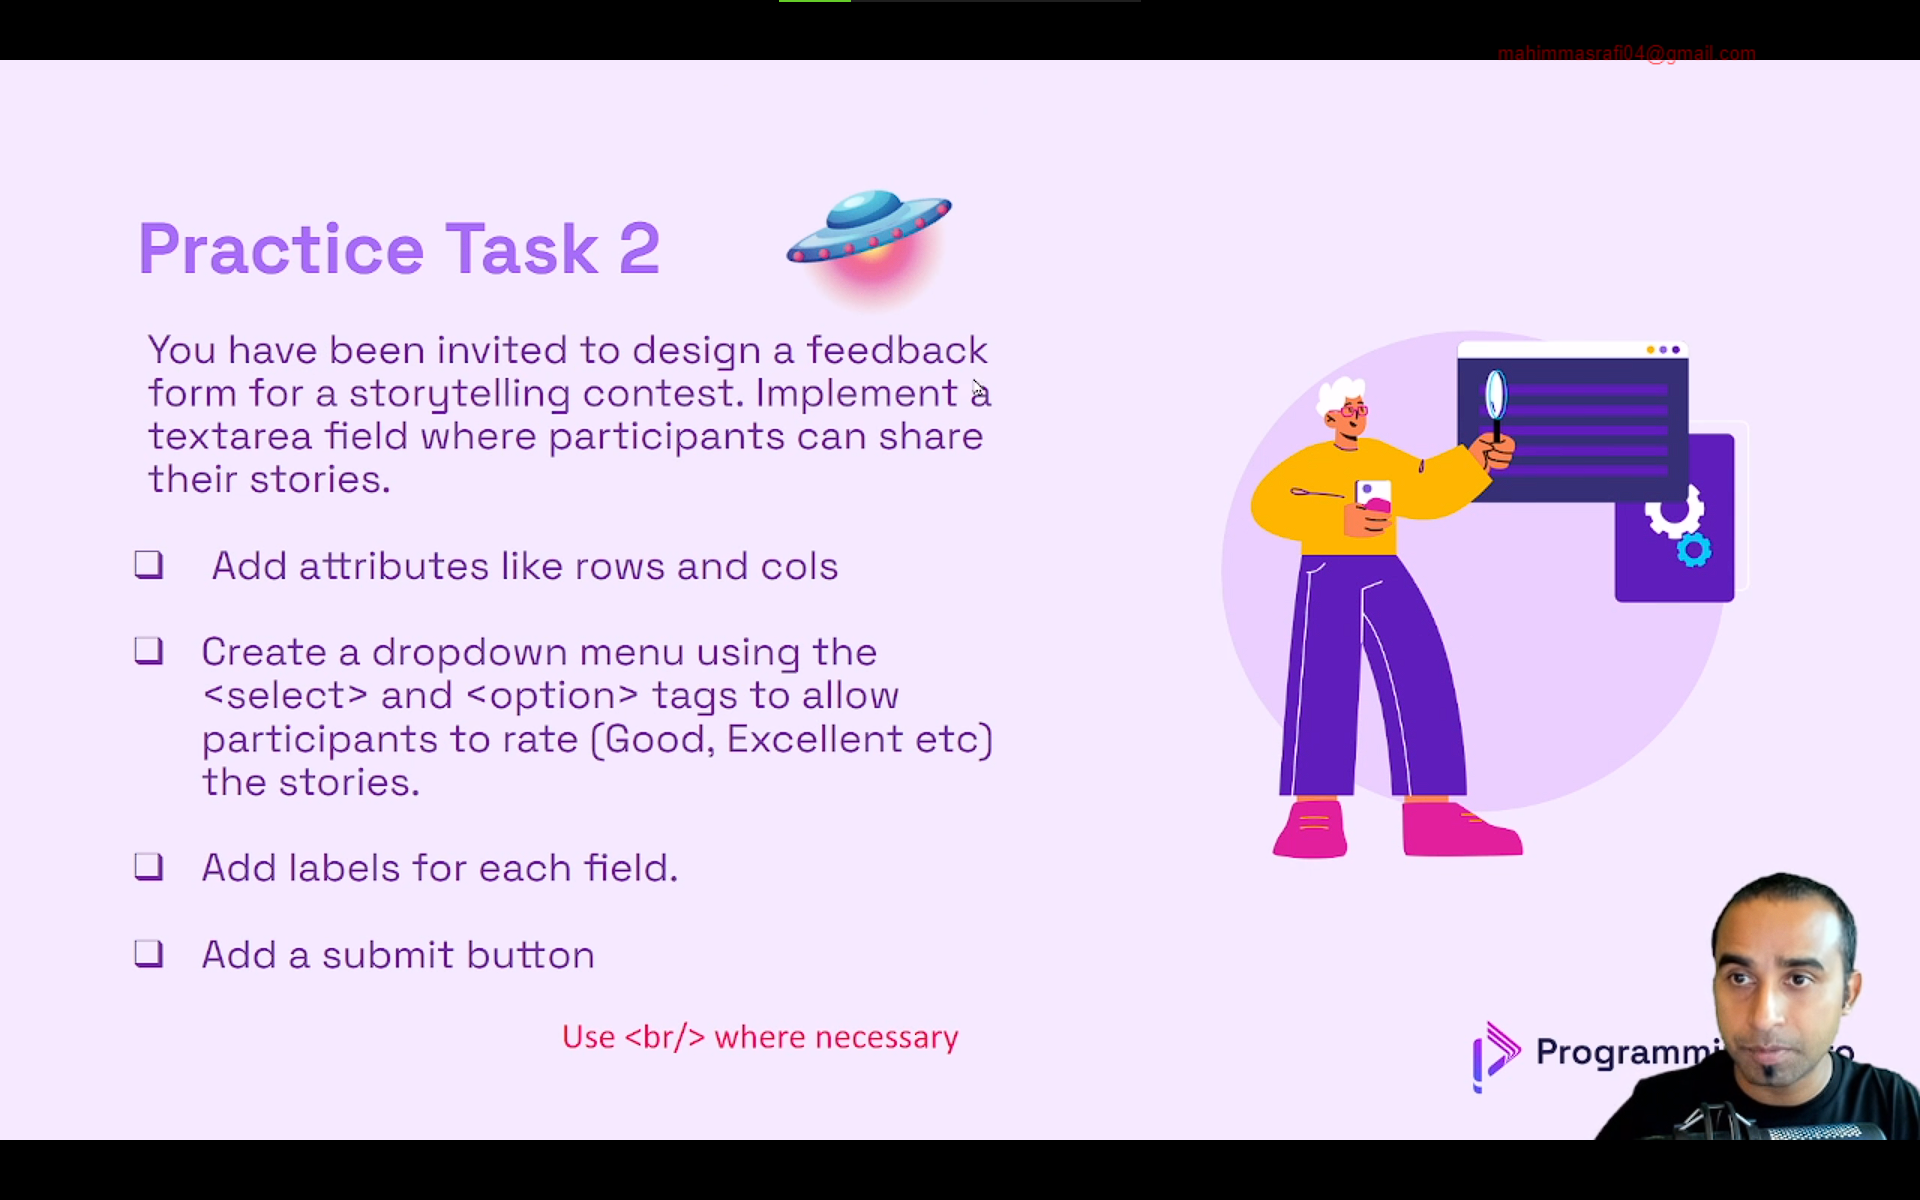 mahimmasrafi04@gmail.com
Practice Task 2
You have been invited to design a feedback
form for a storytelling contest. Implement a
textarea field where participants can share
their stories.
❏ Add attributes like rows and cols
❏ Create a dropdown menu using the
<select> and <option> tags to allow
participants to rate (Good, Excellent etc)
the stories.
❏ Add labels for each field.
❏ Add a submit button
Use <br/> where necessary